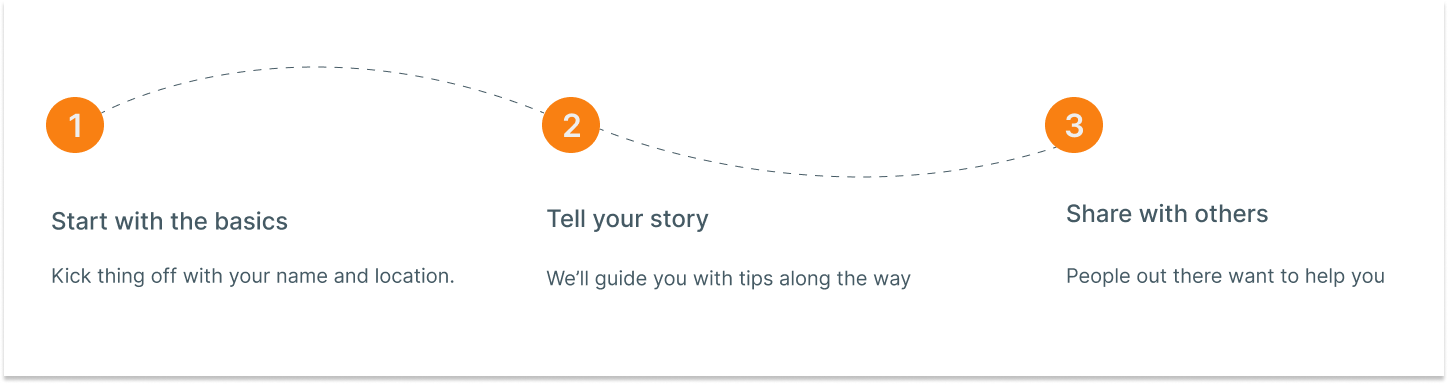 1
2
3
Start with the basics
Kick thing off with your name and location.
Tell your story
We’ll guide you with tips along the way
Share with others
People out there want to help you